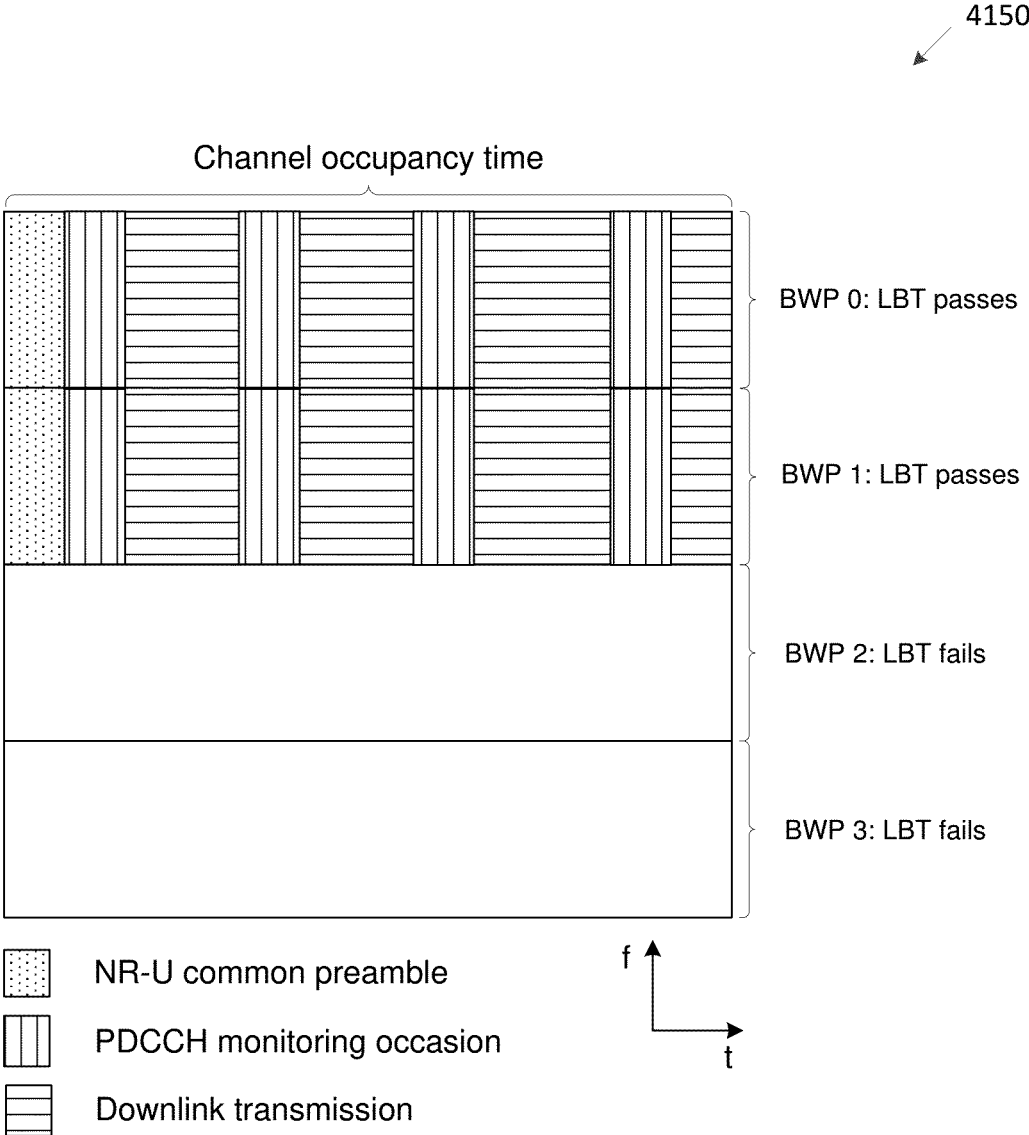 4150
Channel occupancy time
BWP 0: LBT passes
BWP 1: LBT passes
BWP 2: LBT fails
BWP 3: LBT fails
f
t
NR-U common preamble
PDCCH monitoring occasion
Downlink transmission